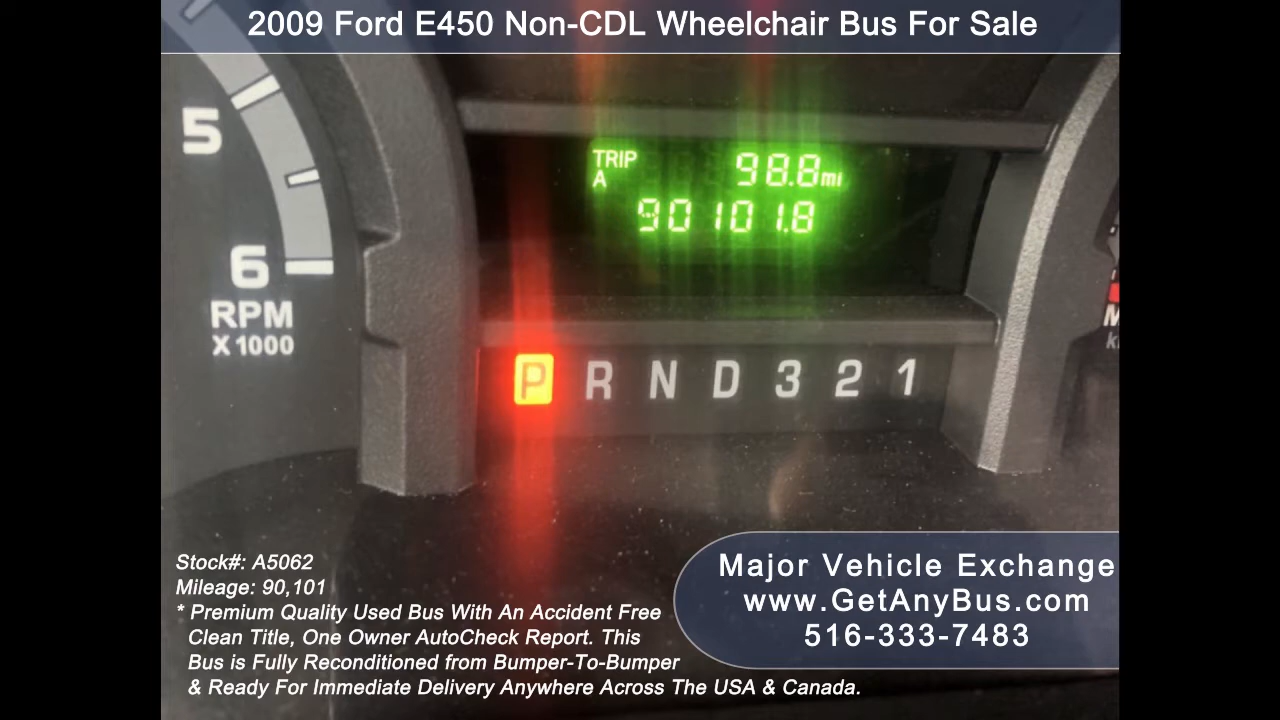 2009 Ford E450 Non-CDL Wheelchair Bus For Sale
5
6
RPM
X 1000
TRIP
A
98.8mi
90101.8
P R N D 3 2 1
Stock#: A5062
Mileage: 90,101
* Premium Quality Used Bus With An Accident Free
Clean Title, One Owner AutoCheck Report. This
Bus is Fully Reconditioned from Bumper-To-Bumper
& Ready For Immediate Delivery Anywhere Across The USA & Canada.
Major Vehicle Exchange
www.GetAnyBus.com
516-333-7483